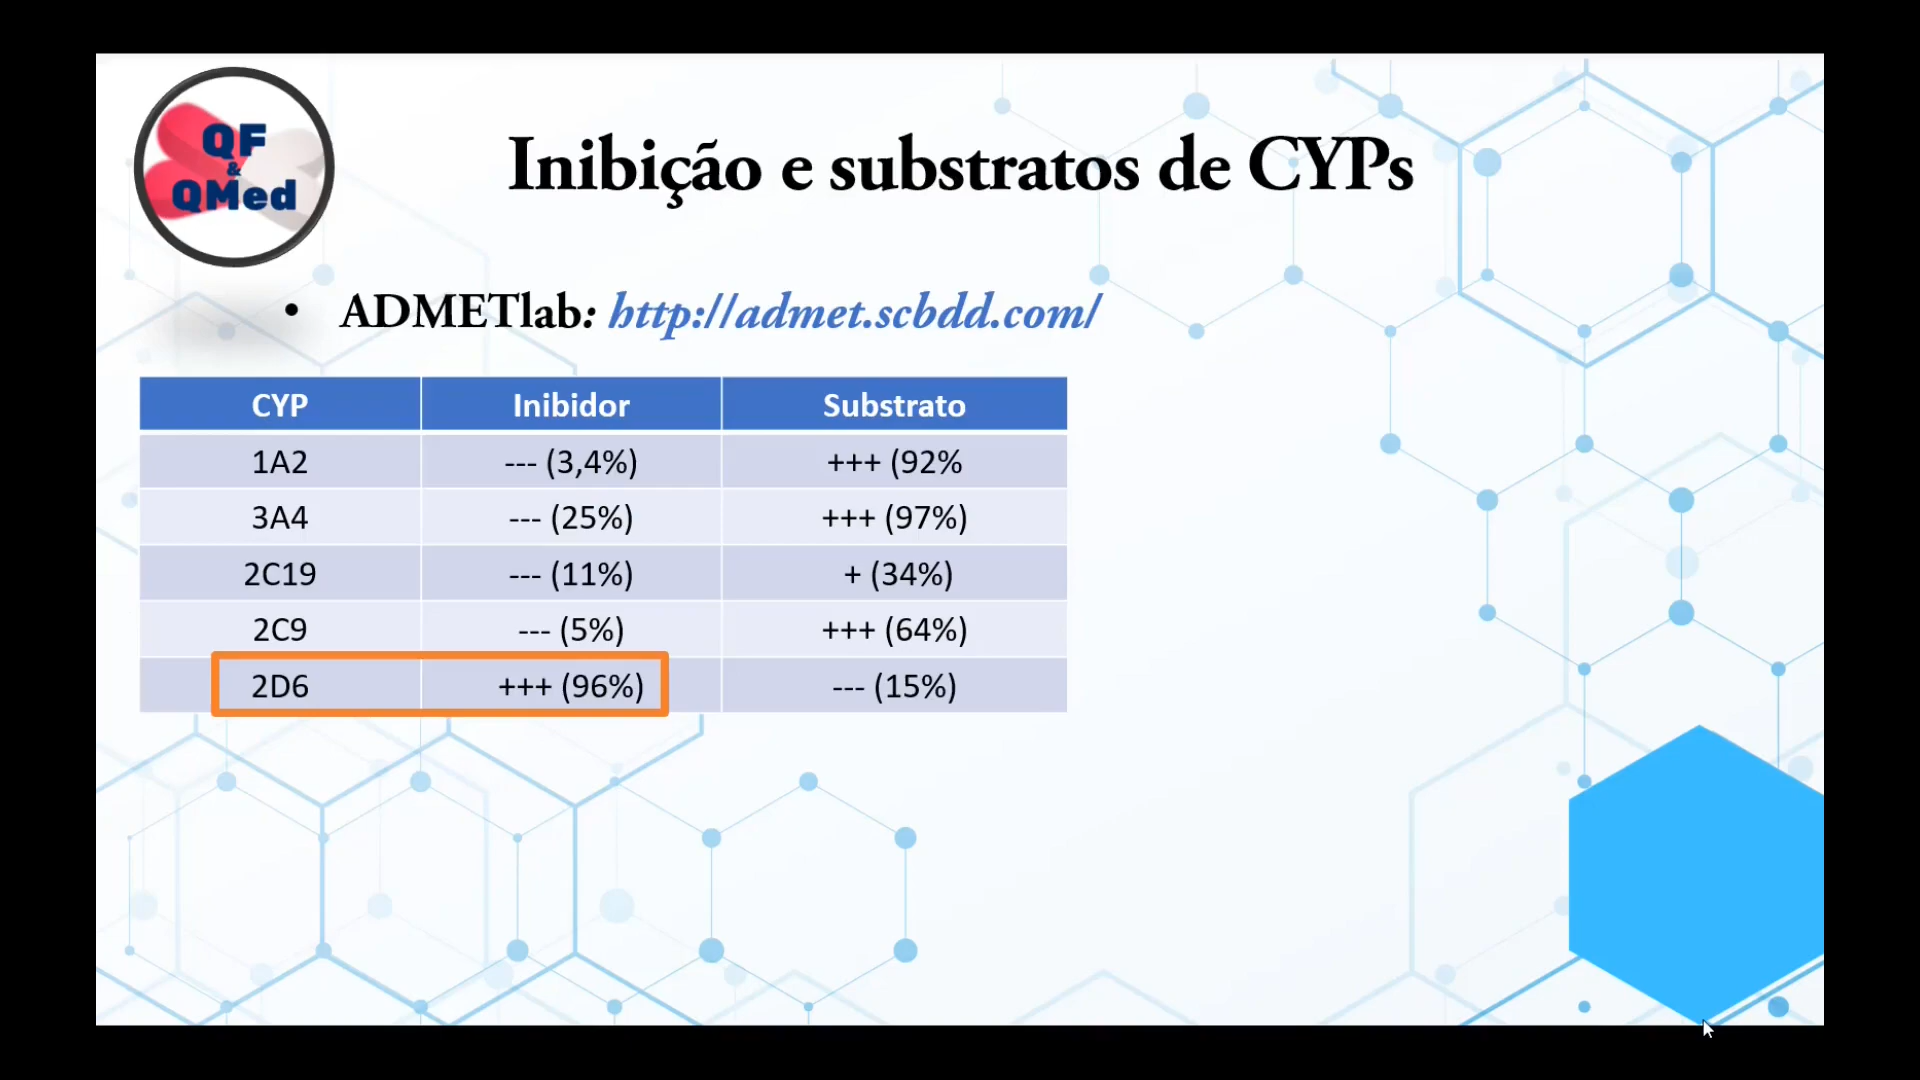 QF
&
QMed
Inibição e substratos de CYPs
• ADMETlab: http://admet.scbdd.com/
CYP Inibidor Substrato
1A2 --- (3,4%) +++ (92%
3A4 --- (25%) +++ (97%)
2C19 --- (11%) + (34%)
2C9 --- (5%) +++ (64%)
2D6 +++ (96%) --- (15%)